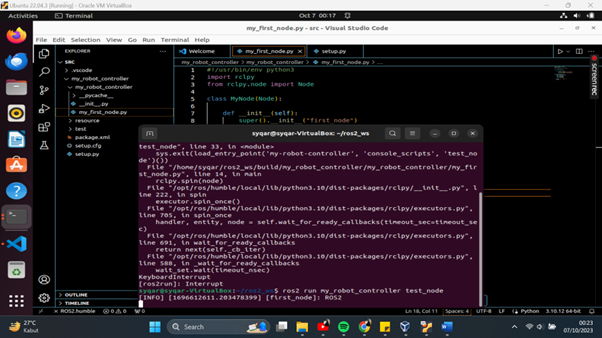 Ubuntu 22.04.3 [Running] - Oracle VM VirtualBox
Activities Terminal Oct 7 00:17
my_first_node.py - src - Visual Studio Code
File Edit Selection View Go Run Terminal Help
EXPLORER
Welcome my_first_node.py setup.py
SRC
my_robot_controller > my_robot_controller > my_first_node.py > ...
.vscode
my_robot_controller
my_robot_controller
__pycache__
__init__.py
my_first_node.py
resource
test
package.xml
setup.cfg
setup.py
1 #!/usr/bin/env python3
2 import rclpy
3 from rclpy.node import Node
class MyNode(Node):
def __init__(self):
super().__init__("first_node")
screenrec
syqar@syqar-VirtualBox: ~/ros2_ws
test_node", line 33, in <module>
sys.exit(load_entry_point('my-robot-controller', 'console_scripts', 'test_no
de')())
File "/home/syqar/ros2_ws/build/my_robot_controller/my_robot_controller/my_fir
st_node.py", line 14, in main
rclpy.spin(node)
File "/opt/ros/humble/local/lib/python3.10/dist-packages/rclpy/__init__.py", l
ine 222, in spin
executor.spin_once()
File "/opt/ros/humble/local/lib/python3.10/dist-packages/rclpy/executors.py",
line 705, in spin_once
handler, entity, node = self.wait_for_ready_callbacks(timeout_sec=timeout_se
c)
File "/opt/ros/humble/local/lib/python3.10/dist-packages/rclpy/executors.py",
line 691, in wait_for_ready_callbacks
return next(self._cb_iter)
File "/opt/ros/humble/local/lib/python3.10/dist-packages/rclpy/executors.py",
line 588, in _wait_for_ready_callbacks
wait_set.wait(timeout_nsec)
KeyboardInterrupt
[ros2run]: Interrupt
syqar@syqar-VirtualBox:~/ros2_ws$ ros2 run my_robot_controller test_node
[INFO] [1696612611.203478399] [first_node]: ROS2
OUTLINE
TIMELINE
ROS2.humble 0 0 Ln 18, Col 11 Spaces: 4 UTF-8 LF Python 3.10.12 64-bit
27°C
Kabut
Search
00:23
07/10/2023